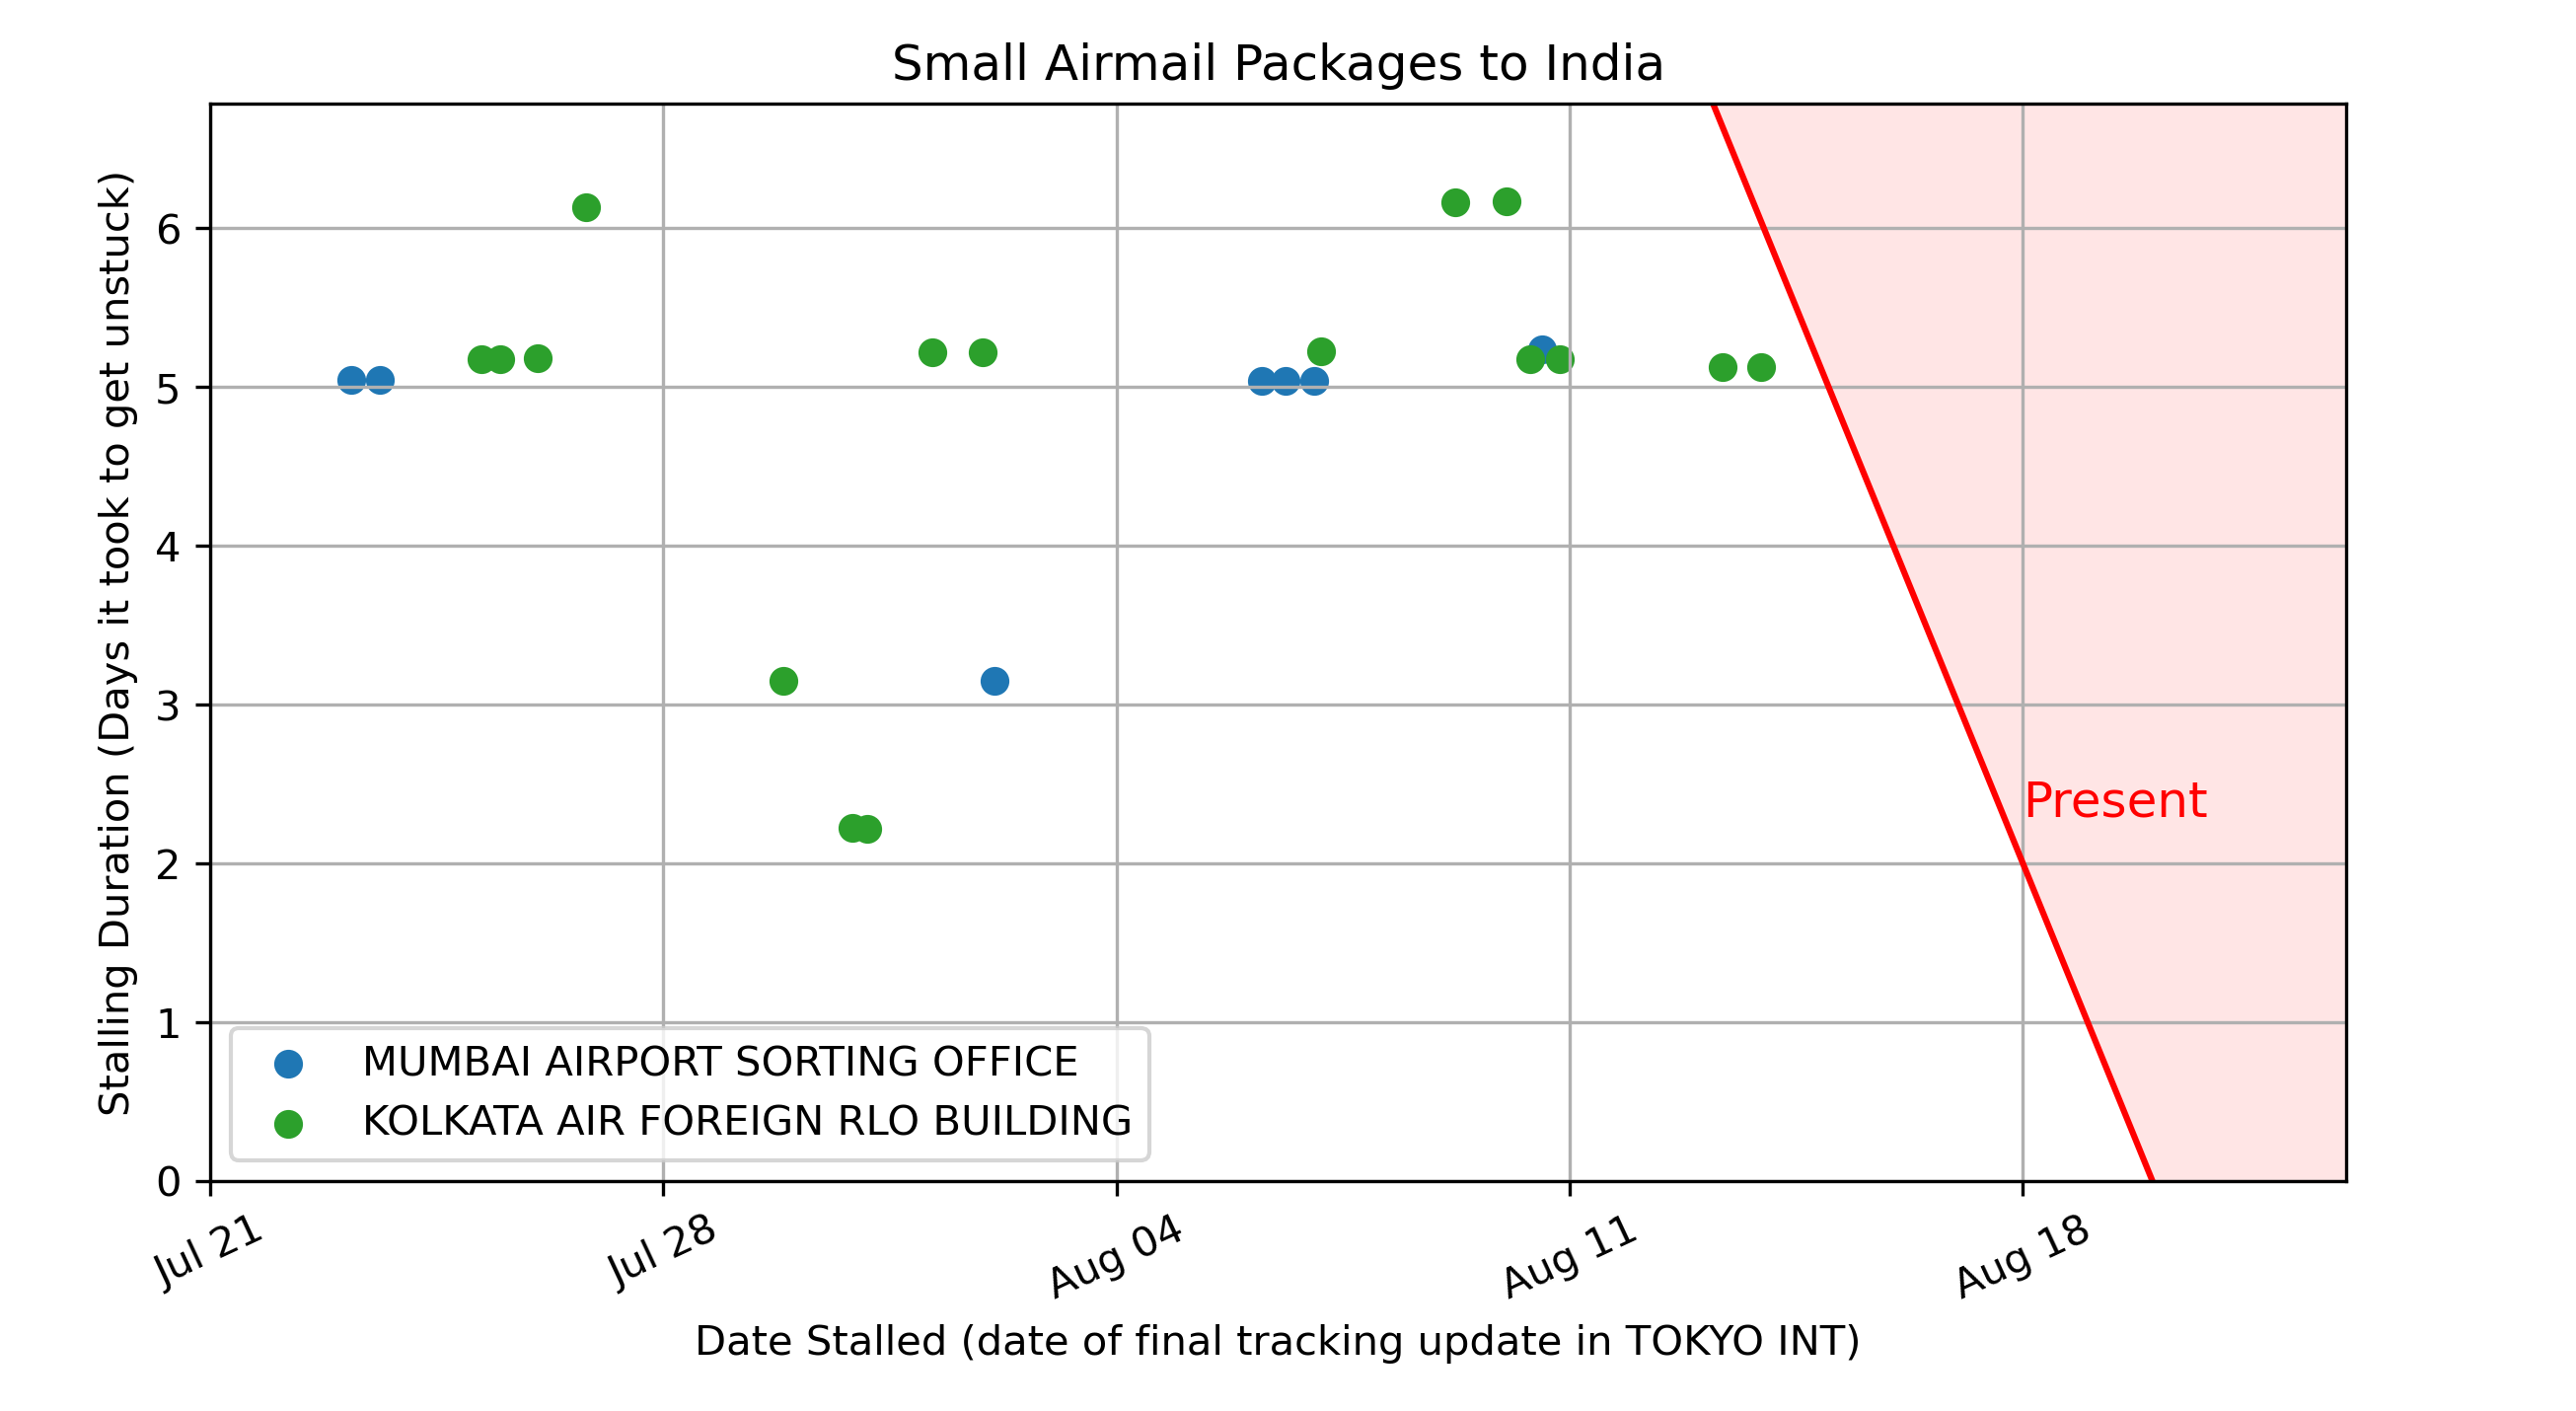 Small Airmail Packages to India
Stalling Duration (Days it took to get unstuck)
6
5
4
3
2
1
0
Present
MUMBAI AIRPORT SORTING OFFICE
KOLKATA AIR FOREIGN RLO BUILDING
Jul 21
Jul 28
Aug 04
Aug 11
Aug 18
Date Stalled (date of final tracking update in TOKYO INT)